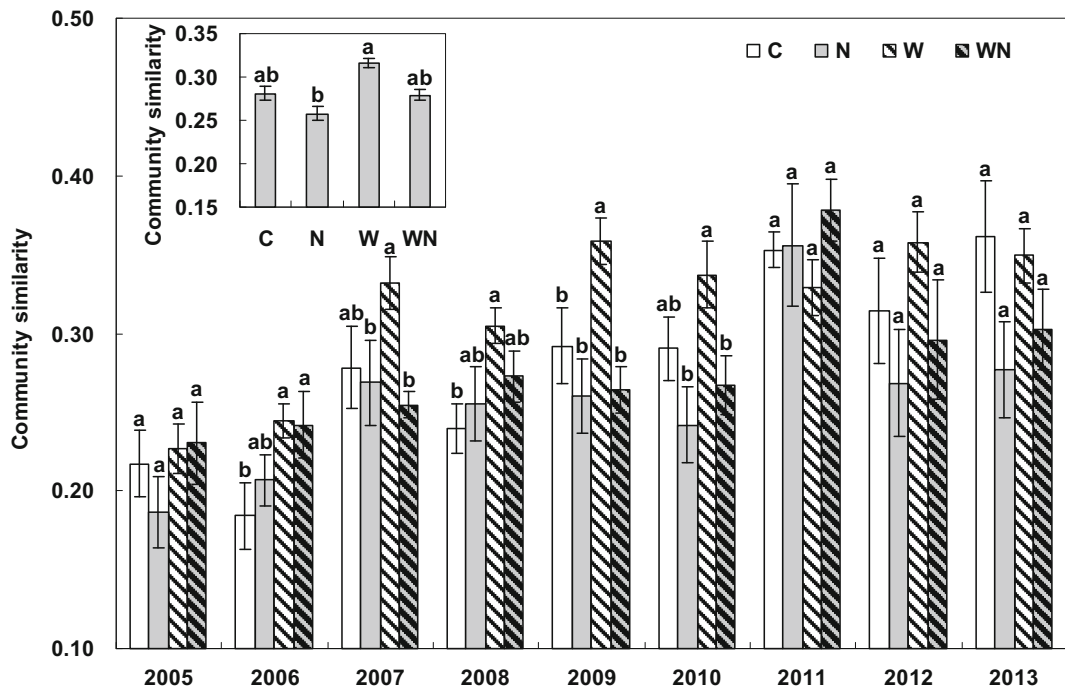 0.50
0.40
0.30
0.20
0.10
Community similarity
0.35
0.30
0.25
0.20
0.15
Community similarity
ab b a ab
C N W WN
C N W WN
a a a a
b ab a a
ab b a b
b ab a ab
b b a b
ab b a b
a a a a
a a a a
a a a a
2005 2006 2007 2008 2009 2010 2011 2012 2013